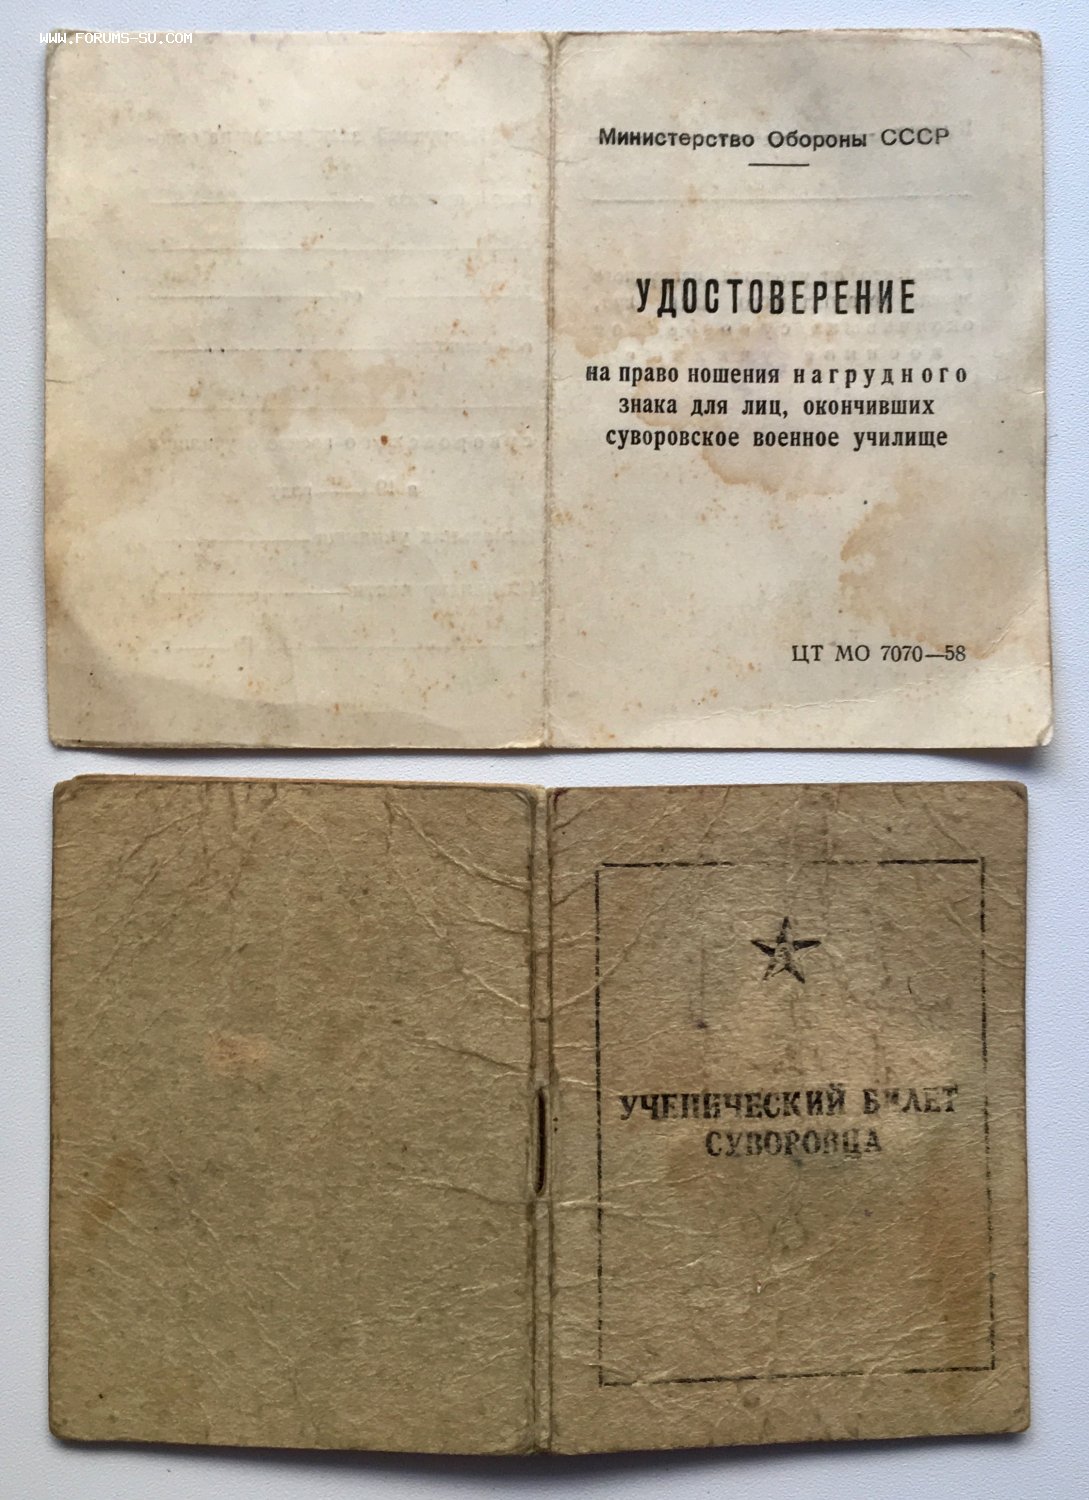 WWW.FORUMS-SU.COM
Министерство Обороны СССР
УДОСТОВЕРЕНИЕ
на право ношения нагрудного
знака для лиц, окончивших
суворовское военное училище
ЦТ МО 7070—58
УЧЕНИЧЕСКИЙ БИЛЕТ
СУВОРОВЦА